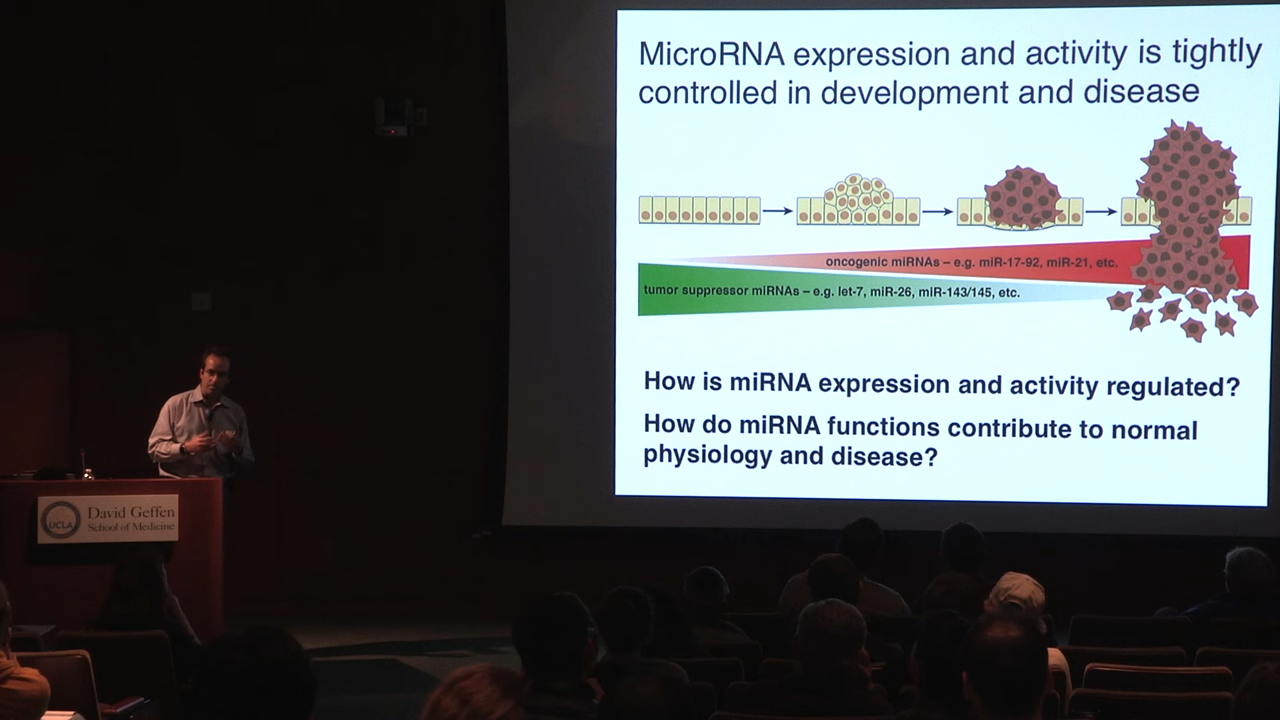 MicroRNA expression and activity is tightly
controlled in development and disease
oncogenic miRNAs – e.g. miR-17-92, miR-21, etc.
tumor suppressor miRNAs – e.g. let-7, miR-26, miR-143/145, etc.
How is miRNA expression and activity regulated?
How do miRNA functions contribute to normal
physiology and disease?
UCLA
David Geffen
School of Medicine